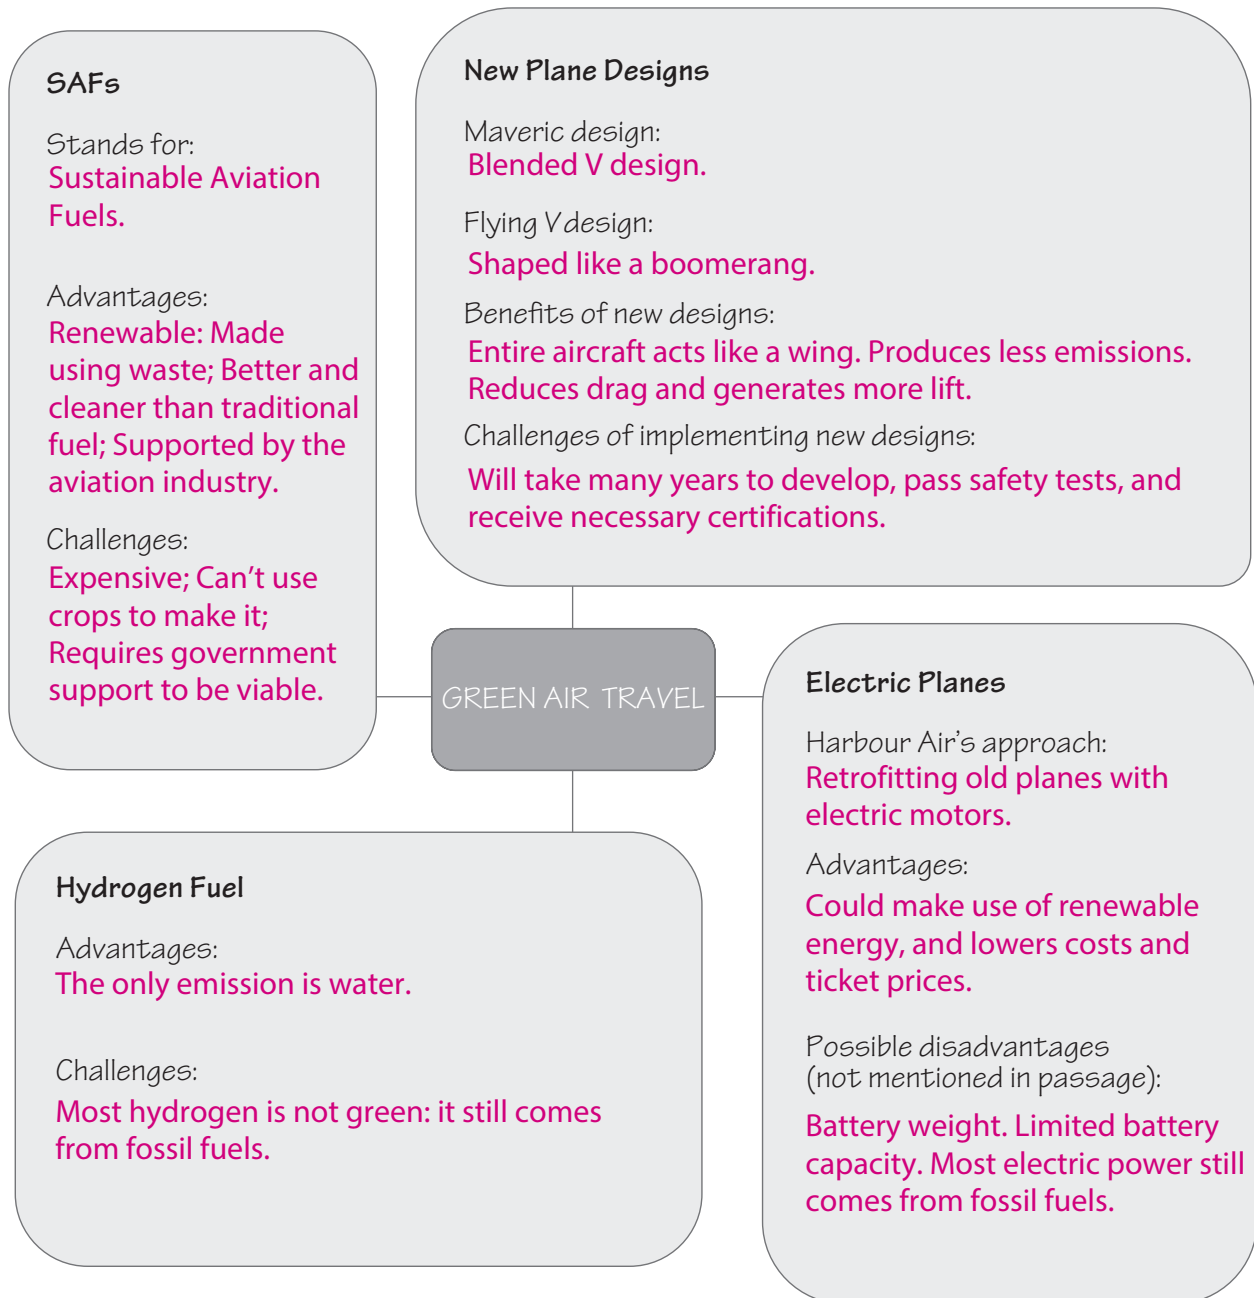 SAFs
Stands for:
Sustainable Aviation
Fuels.
Advantages:
Renewable: Made
using waste; Better and
cleaner than traditional
fuel; Supported by the
aviation industry.
Challenges:
Expensive; Can't use
crops to make it;
Requires government
support to be viable.
New Plane Designs
Maveric design:
Blended V design.
Flying V design:
Shaped like a boomerang.
Benefits of new designs:
Entire aircraft acts like a wing. Produces less emissions.
Reduces drag and generates more lift.
Challenges of implementing new designs:
Will take many years to develop, pass safety tests, and
receive necessary certifications.
GREEN AIR TRAVEL
Hydrogen Fuel
Advantages:
The only emission is water.
Challenges:
Most hydrogen is not green: it still comes
from fossil fuels.
Electric Planes
Harbour Air's approach:
Retrofitting old planes with
electric motors.
Advantages:
Could make use of renewable
energy, and lowers costs and
ticket prices.
Possible disadvantages
(not mentioned in passage):
Battery weight. Limited battery
capacity. Most electric power still
comes from fossil fuels.